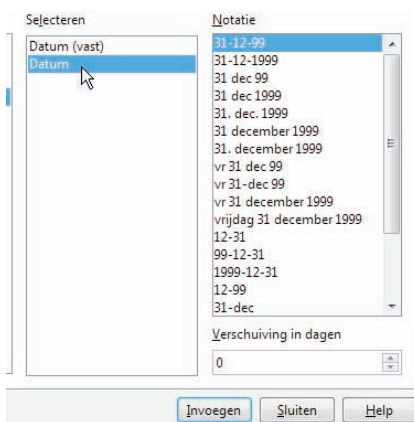 Selecteren
Datum (vast)
Datum
Notatie
31-12-99
31-12-1999
31 dec 99
31 dec 1999
31. dec. 1999
31 december 1999
31. december 1999
vr 31 dec 99
vr 31-dec 99
vr 31 december 1999
vrijdag 31 december 1999
12-31
99-12-31
1999-12-31
12-99
31-dec
Verschuiving in dagen
0
Invoegen Sluiten Help